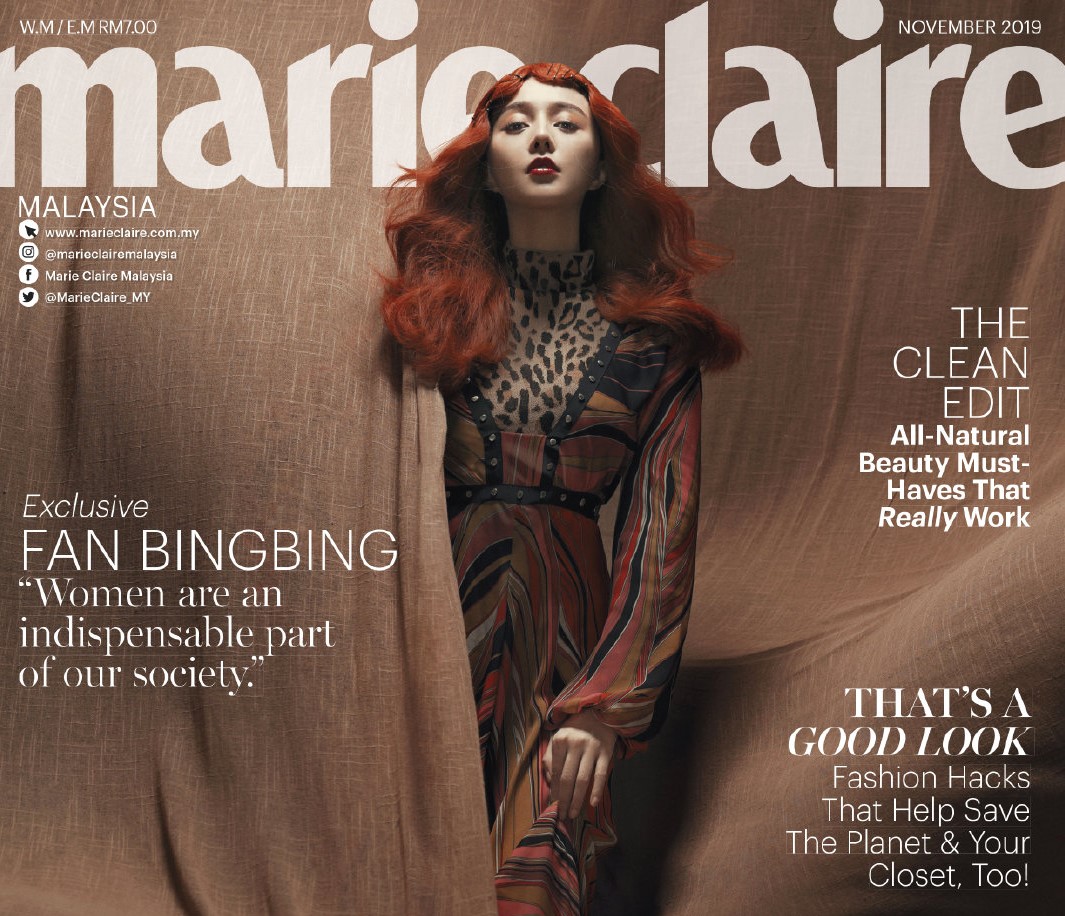 W.M / E.M RM7.00
NOVEMBER 2019
marie claire
MALAYSIA
www.marieclaire.com.my
@marieclairemalaysia
Marie Claire Malaysia
@MarieClaire_MY
THE
CLEAN
EDIT
All-Natural
Beauty Must-
Haves That
Really Work
Exclusive
FAN BINGBING
“Women are an
indispensable part
of our society.”
THAT’S A
GOOD LOOK
Fashion Hacks
That Help Save
The Planet & Your
Closet, Too!